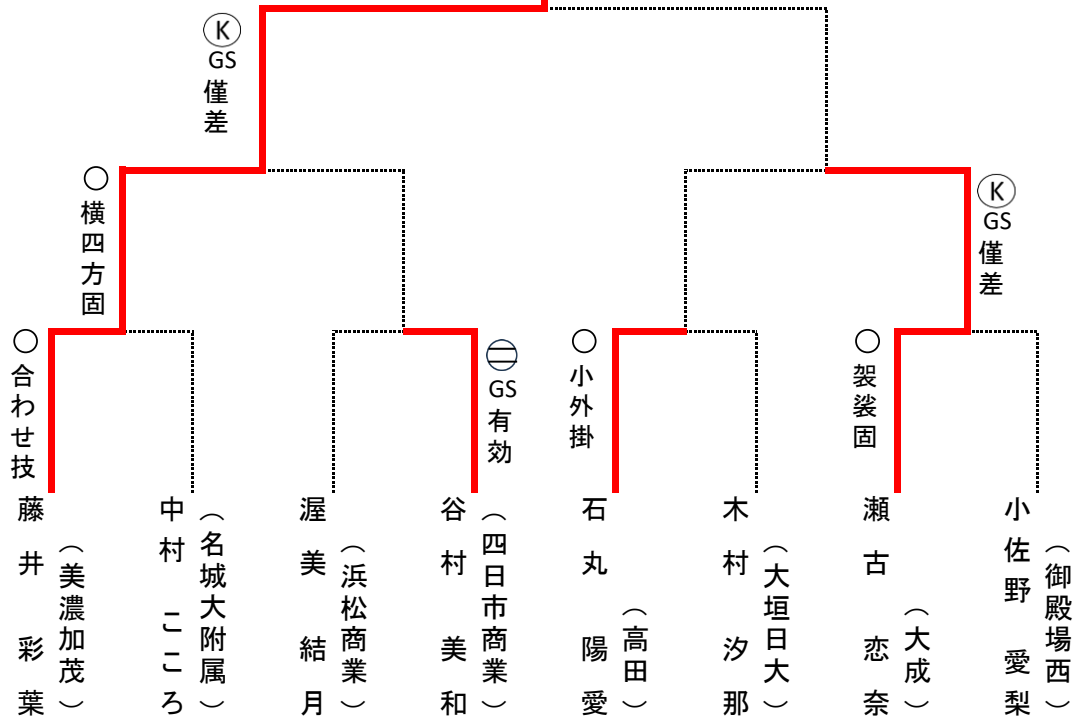 Ⓚ
GS
僅差
○
横四方固
Ⓚ
GS
僅差
○
合わせ技
GS
有効
○
小外掛
○
袈裟固
藤井 彩葉
（美濃加茂）
中村 こころ
（名城大附属）
渥美 結月
（浜松商業）
谷村 美和
（四日市商業）
石丸 陽愛
（高田）
木村 汐那
（大垣日大）
瀬古 恋奈
（大成）
小佐野 愛梨
（御殿場西）